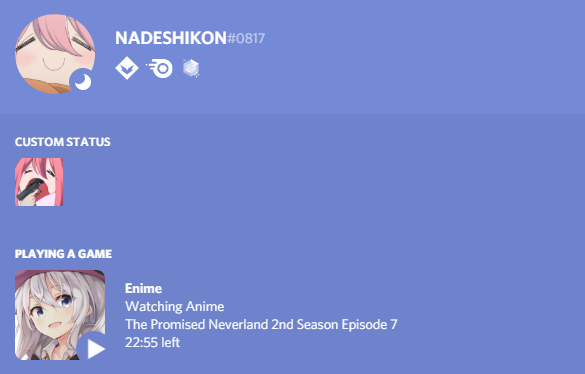 NADESHIKON#0817
CUSTOM STATUS
PLAYING A GAME
Enime
Watching Anime
The Promised Neverland 2nd Season Episode 7
22:55 left